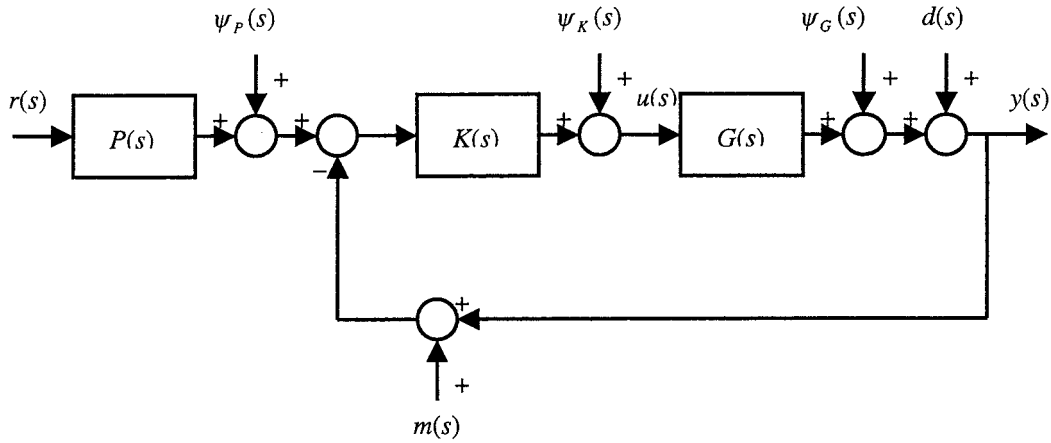 ψ_P(s) ψ_K(s) ψ_G(s) d(s)
+ + + +
r(s) u(s) y(s)
+ + + + +
P(s) K(s) G(s)
−
+
+
m(s)